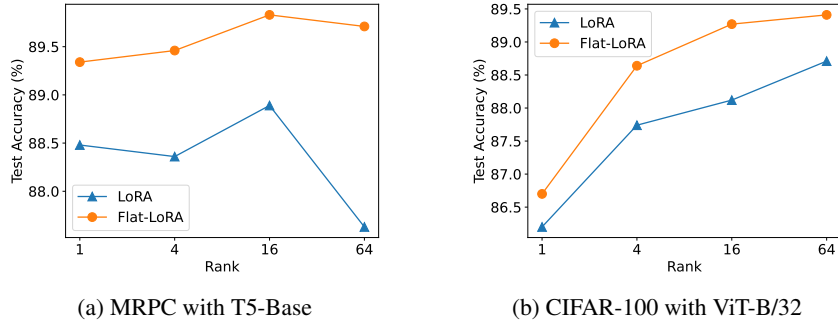 Test Accuracy (%)
89.5
89.0
88.5
88.0
LoRA
Flat-LoRA
1
4
16
64
Rank
(a) MRPC with T5-Base
Test Accuracy (%)
89.5
89.0
88.5
88.0
87.5
87.0
86.5
LoRA
Flat-LoRA
1
4
16
64
Rank
(b) CIFAR-100 with ViT-B/32